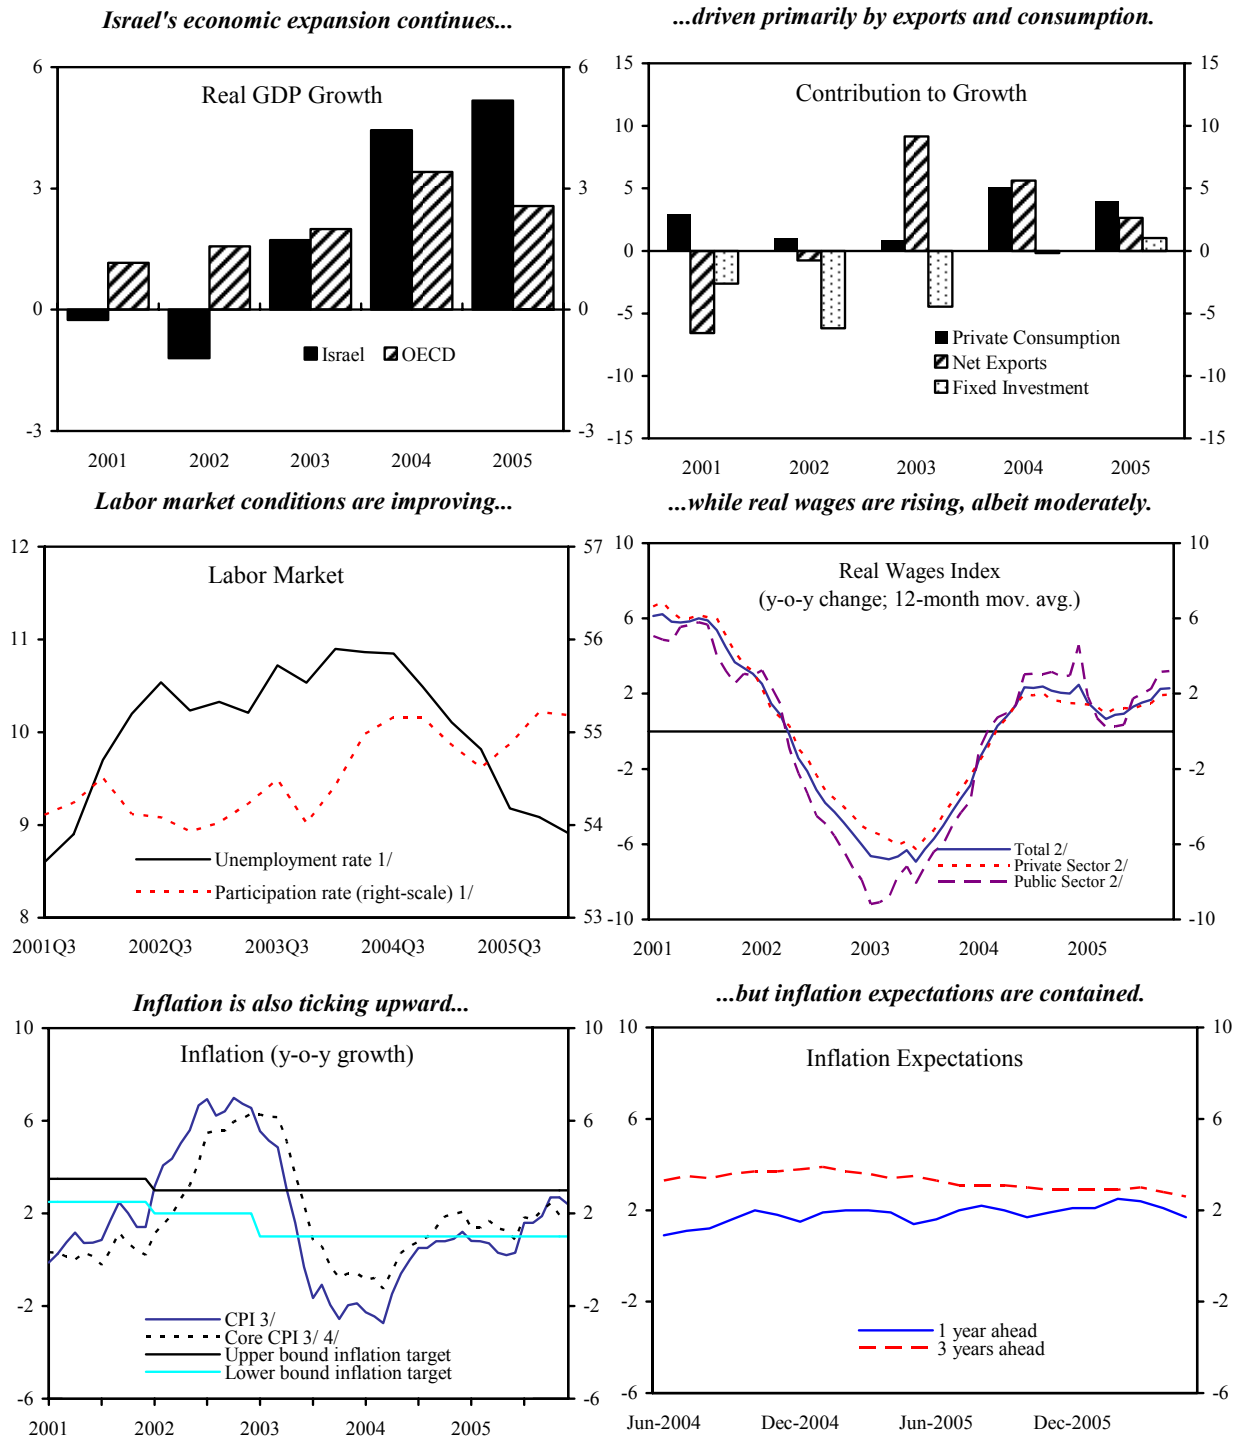 Israel's economic expansion continues...
6
3
0
-3
6
3
0
-3
Real GDP Growth
Israel
OECD
2001 2002 2003 2004 2005
...driven primarily by exports and consumption.
15
10
5
0
-5
-10
-15
15
10
5
0
-5
-10
-15
Contribution to Growth
Private Consumption
Net Exports
Fixed Investment
2001 2002 2003 2004 2005
Labor market conditions are improving...
12
11
10
9
8
57
56
55
54
53
Labor Market
Unemployment rate 1/
Participation rate (right-scale) 1/
2001Q3 2002Q3 2003Q3 2004Q3 2005Q3
...while real wages are rising, albeit moderately.
10
6
2
-2
-6
-10
10
6
2
-2
-6
-10
Real Wages Index
(y-o-y change; 12-month mov. avg.)
Total 2/
Private Sector 2/
Public Sector 2/
2001 2002 2003 2004 2005
Inflation is also ticking upward...
10
6
2
-2
-6
10
6
2
-2
-6
Inflation (y-o-y growth)
CPI 3/
Core CPI 3/ 4/
Upper bound inflation target
Lower bound inflation target
2001 2002 2003 2004 2005
...but inflation expectations are contained.
10
6
2
-2
-6
10
6
2
-2
-6
Inflation Expectations
1 year ahead
3 years ahead
Jun-2004 Dec-2004 Jun-2005 Dec-2005